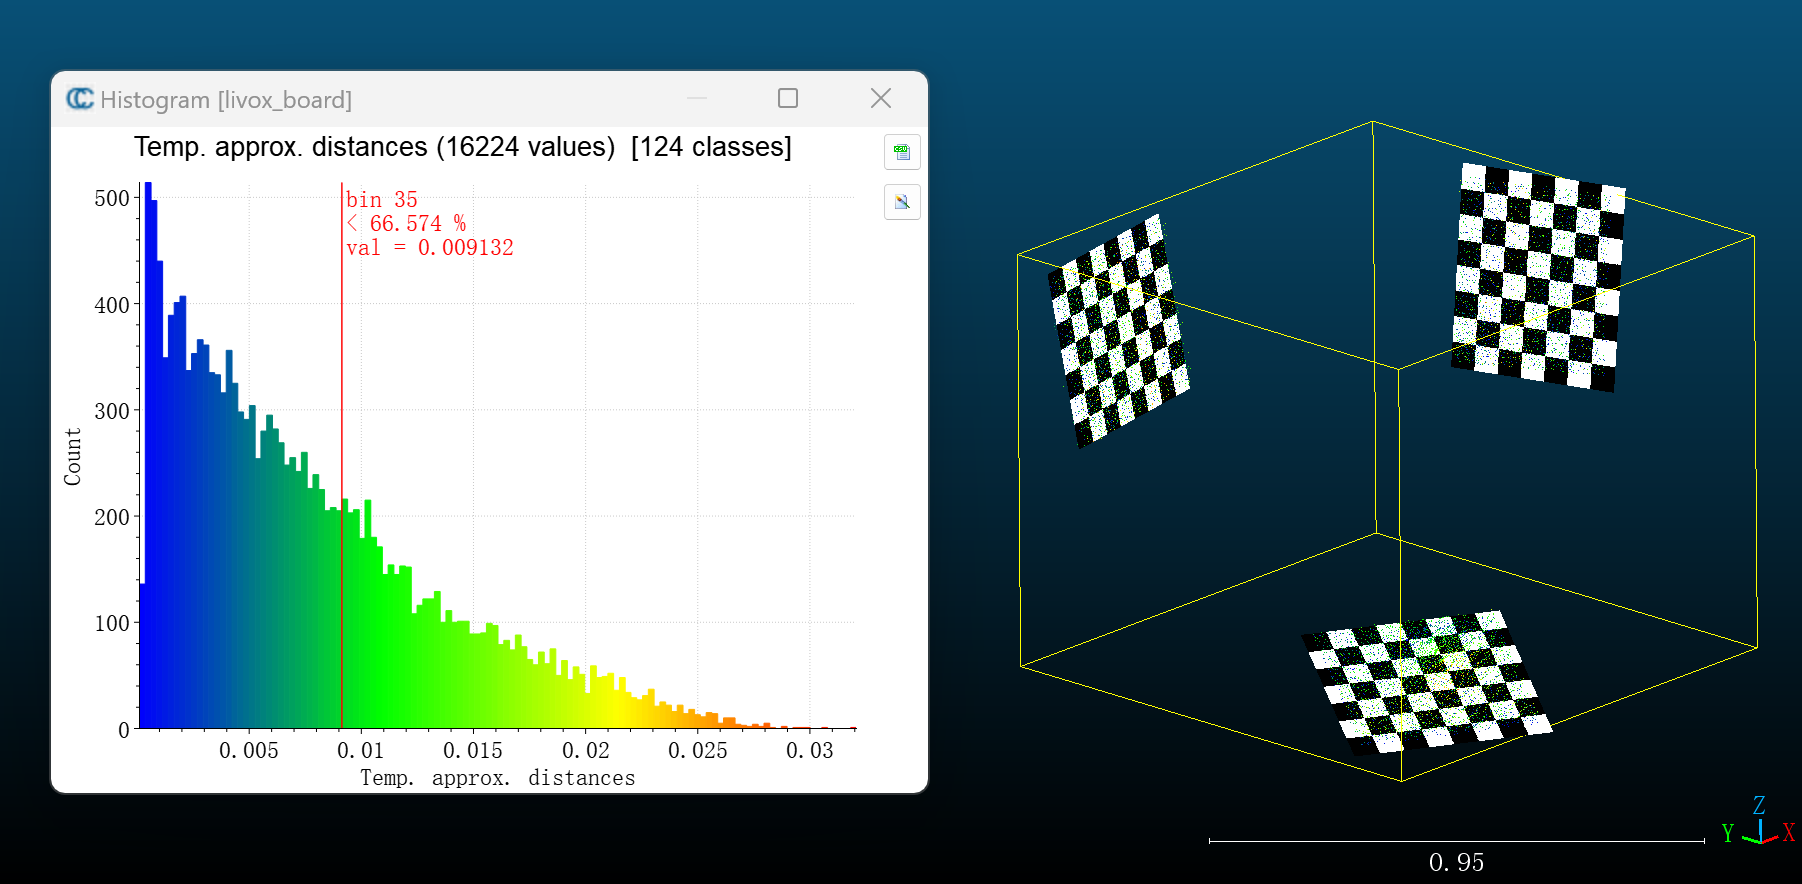 Histogram [livox_board]
Temp. approx. distances (16224 values) [124 classes]
bin 35
< 66.574 %
val = 0.009132
500
400
300
200
100
0
Count
0.005
0.01
0.015
0.02
0.025
0.03
Temp. approx. distances
Z
Y
X
0.95